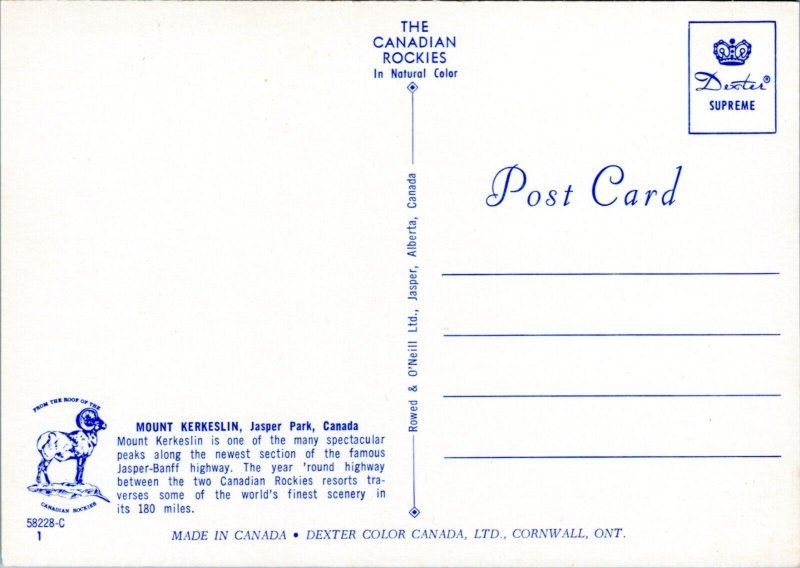 THE
CANADIAN
ROCKIES
In Natural Color
Dexter®
SUPREME
Post Card
Rowed & O'Neill Ltd., Jasper, Alberta, Canada
FROM THE ROOF OF THE
CANADIAN ROCKIES
MOUNT KERKESLIN, Jasper Park, Canada
Mount Kerkeslin is one of the many spectacular
peaks along the newest section of the famous
Jasper-Banff highway. The year 'round highway
between the two Canadian Rockies resorts tra-
verses some of the world's finest scenery in
its 180 miles.
58228-C
1
MADE IN CANADA • DEXTER COLOR CANADA, LTD., CORNWALL, ONT.